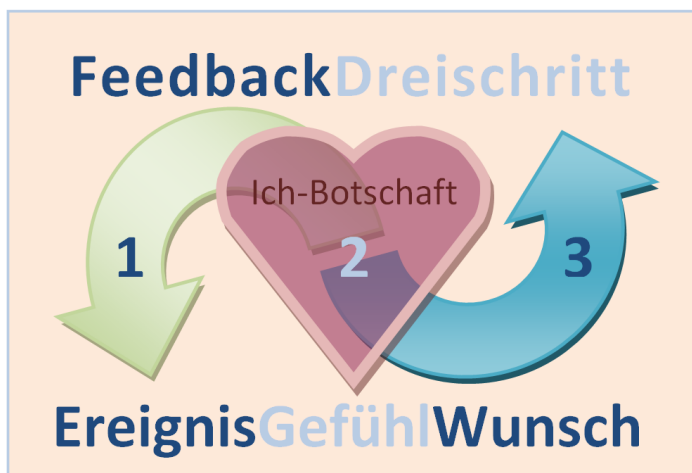 FeedbackDreischritt
Ich-Botschaft
1 2 3
EreignisGefühlWunsch